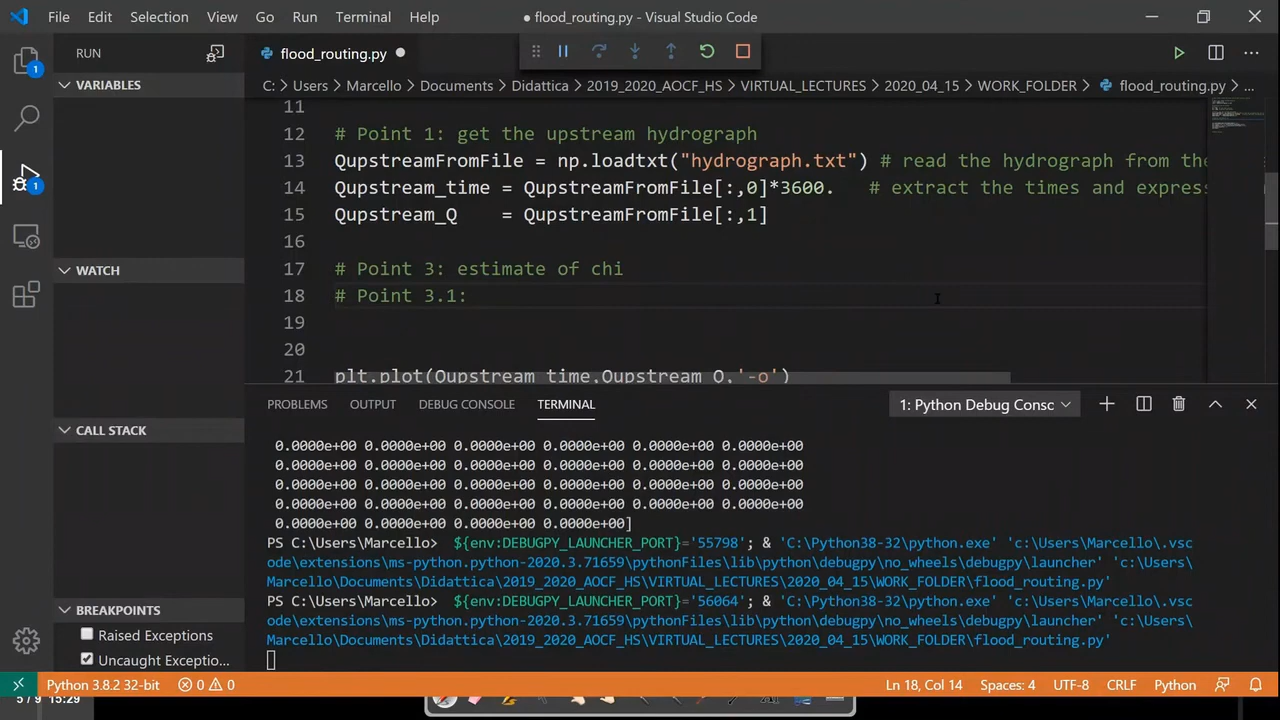 File Edit Selection View Go Run Terminal Help
● flood_routing.py - Visual Studio Code
RUN
flood_routing.py ●
VARIABLES
C: > Users > Marcello > Documents > Didattica > 2019_2020_AOCF_HS > VIRTUAL_LECTURES > 2020_04_15 > WORK_FOLDER > flood_routing.py > ...
11
12 # Point 1: get the upstream hydrograph
13 QupstreamFromFile = np.loadtxt("hydrograph.txt") # read the hydrograph from the
14 Qupstream_time = QupstreamFromFile[:,0]*3600. # extract the times and express
15 Qupstream_Q = QupstreamFromFile[:,1]
16
17 # Point 3: estimate of chi
18 # Point 3.1:
19
20
21 plt.plot(Qupstream_time,Qupstream_Q,'-o')
WATCH
CALL STACK
BREAKPOINTS
Raised Exceptions
Uncaught Exceptio...
PROBLEMS OUTPUT DEBUG CONSOLE TERMINAL 1: Python Debug Consc
0.0000e+00 0.0000e+00 0.0000e+00 0.0000e+00 0.0000e+00 0.0000e+00
0.0000e+00 0.0000e+00 0.0000e+00 0.0000e+00 0.0000e+00 0.0000e+00
0.0000e+00 0.0000e+00 0.0000e+00 0.0000e+00 0.0000e+00 0.0000e+00
0.0000e+00 0.0000e+00 0.0000e+00 0.0000e+00 0.0000e+00 0.0000e+00
0.0000e+00 0.0000e+00 0.0000e+00 0.0000e+00]
PS C:\Users\Marcello> ${env:DEBUGPY_LAUNCHER_PORT}='55798'; & 'C:\Python38-32\python.exe' 'c:\Users\Marcello\.vsc
ode\extensions\ms-python.python-2020.3.71659\pythonFiles\lib\python\debugpy\no_wheels\debugpy\launcher' 'c:\Users\
Marcello\Documents\Didattica\2019_2020_AOCF_HS\VIRTUAL_LECTURES\2020_04_15\WORK_FOLDER\flood_routing.py'
PS C:\Users\Marcello> ${env:DEBUGPY_LAUNCHER_PORT}='56064'; & 'C:\Python38-32\python.exe' 'c:\Users\Marcello\.vsc
ode\extensions\ms-python.python-2020.3.71659\pythonFiles\lib\python\debugpy\no_wheels\debugpy\launcher' 'c:\Users\
Marcello\Documents\Didattica\2019_2020_AOCF_HS\VIRTUAL_LECTURES\2020_04_15\WORK_FOLDER\flood_routing.py'
Python 3.8.2 32-bit 0 0 Ln 18, Col 14 Spaces: 4 UTF-8 CRLF Python
5 / 9 15:29